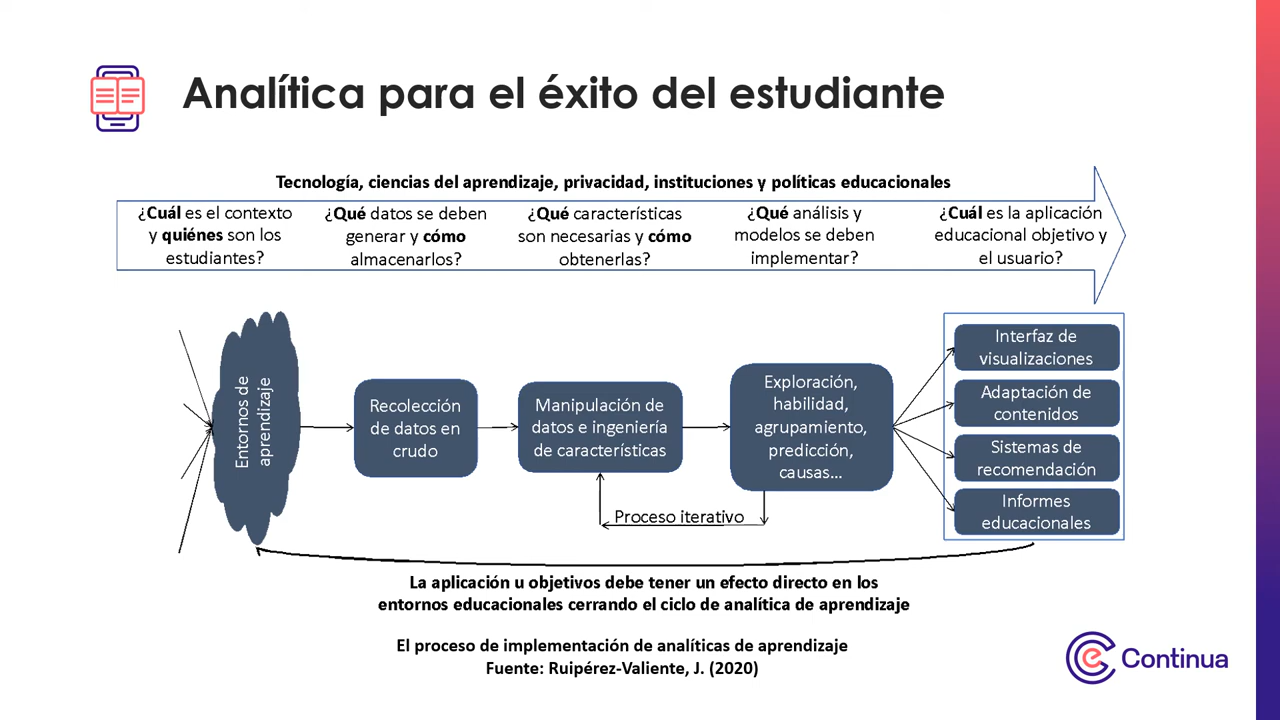 Analítica para el éxito del estudiante
Tecnología, ciencias del aprendizaje, privacidad, instituciones y políticas educacionales
¿Cuál es el contexto
y quiénes son los
estudiantes?
¿Qué datos se deben
generar y cómo
almacenarlos?
¿Qué características
son necesarias y cómo
obtenerlas?
¿Qué análisis y
modelos se deben
implementar?
¿Cuál es la aplicación
educacional objetivo y
el usuario?
Entornos de
aprendizaje
Recolección
de datos en
crudo
Manipulación de
datos e ingeniería
de características
Exploración,
habilidad,
agrupamiento,
predicción,
causas...
Interfaz de
visualizaciones
Adaptación de
contenidos
Sistemas de
recomendación
Informes
educacionales
Proceso iterativo
La aplicación u objetivos debe tener un efecto directo en los
entornos educacionales cerrando el ciclo de analítica de aprendizaje
El proceso de implementación de analíticas de aprendizaje
Fuente: Ruipérez-Valiente, J. (2020)
Continua